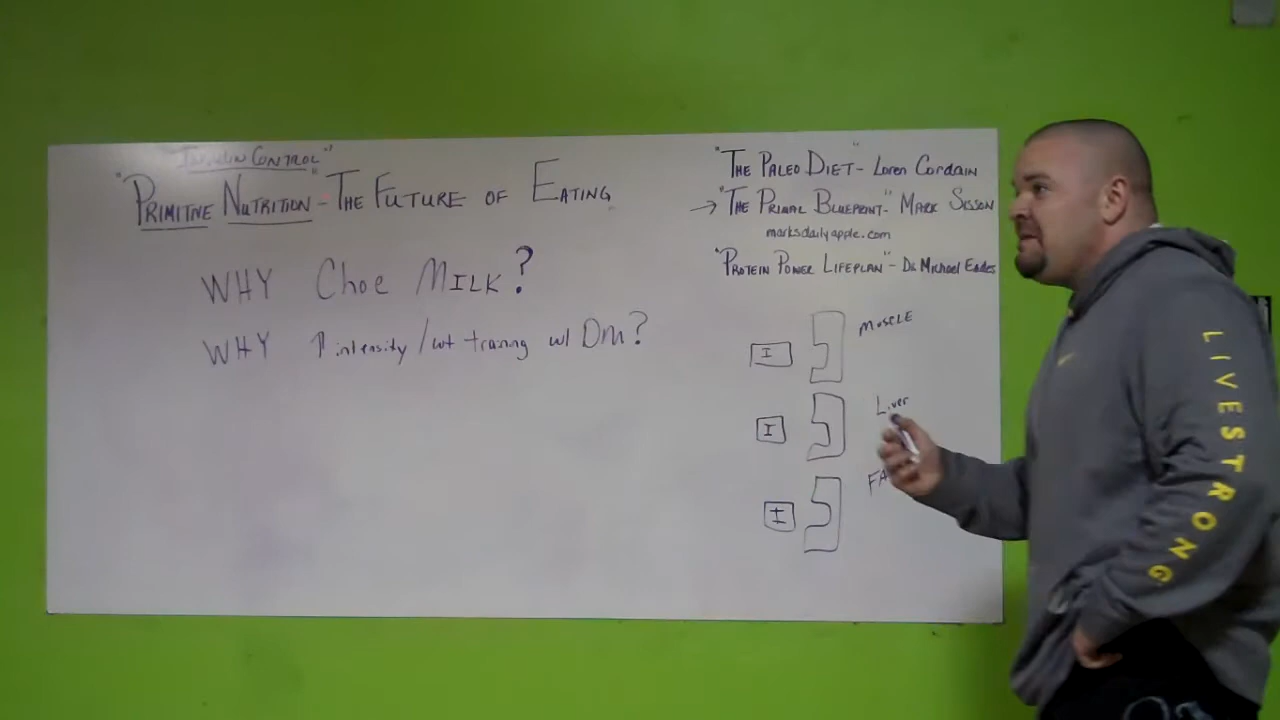 INSULIN CONTROL"
"PRIMITIVE NUTRITION" - THE FUTURE OF EATING
WHY Choc MILK?
WHY ↑ intensity/wt training w/ Dm?
"THE PALEO DIET" - Loren Cordain
→ "THE PRIMAL BLUEPRINT" - MARK SISSON
marksdailyapple.com
"PROTEIN POWER LIFEPLAN" - Dr. Michael Eades
I MUSCLE
I Liver
I FA
LIVESTRONG